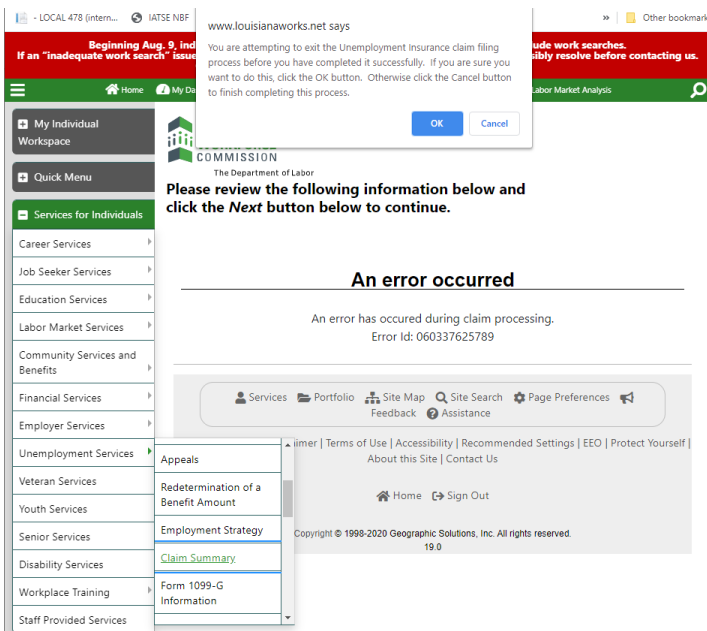 - LOCAL 478 (intern...
IATSE NBF
»
Other bookmark
Beginning Aug. 9, ind
ude work searches.
If an "inadequate work search" issue
sibly resolve before contacting us.
www.louisianaworks.net says
You are attempting to exit the Unemployment Insurance claim filing
process before you have completed it successfully. If you are sure you
want to do this, click the OK button. Otherwise click the Cancel button
to finish completing this process.
OK
Cancel
Home
My Da
Labor Market Analysis
My Individual
Workspace
Quick Menu
Services for Individuals
Career Services
Job Seeker Services
Education Services
Labor Market Services
Community Services and
Benefits
Financial Services
Employer Services
Unemployment Services
Veteran Services
Youth Services
Senior Services
Disability Services
Workplace Training
Staff Provided Services
COMMISSION
The Department of Labor
Please review the following information below and
click the Next button below to continue.
An error occurred
An error has occured during claim processing.
Error Id: 060337625789
Services Portfolio Site Map Site Search Page Preferences
Feedback Assistance
aimer | Terms of Use | Accessibility | Recommended Settings | EEO | Protect Yourself |
About this Site | Contact Us
Home Sign Out
Copyright © 1998-2020 Geographic Solutions, Inc. All rights reserved.
19.0
Appeals
Redetermination of a
Benefit Amount
Employment Strategy
Claim Summary
Form 1099-G
Information